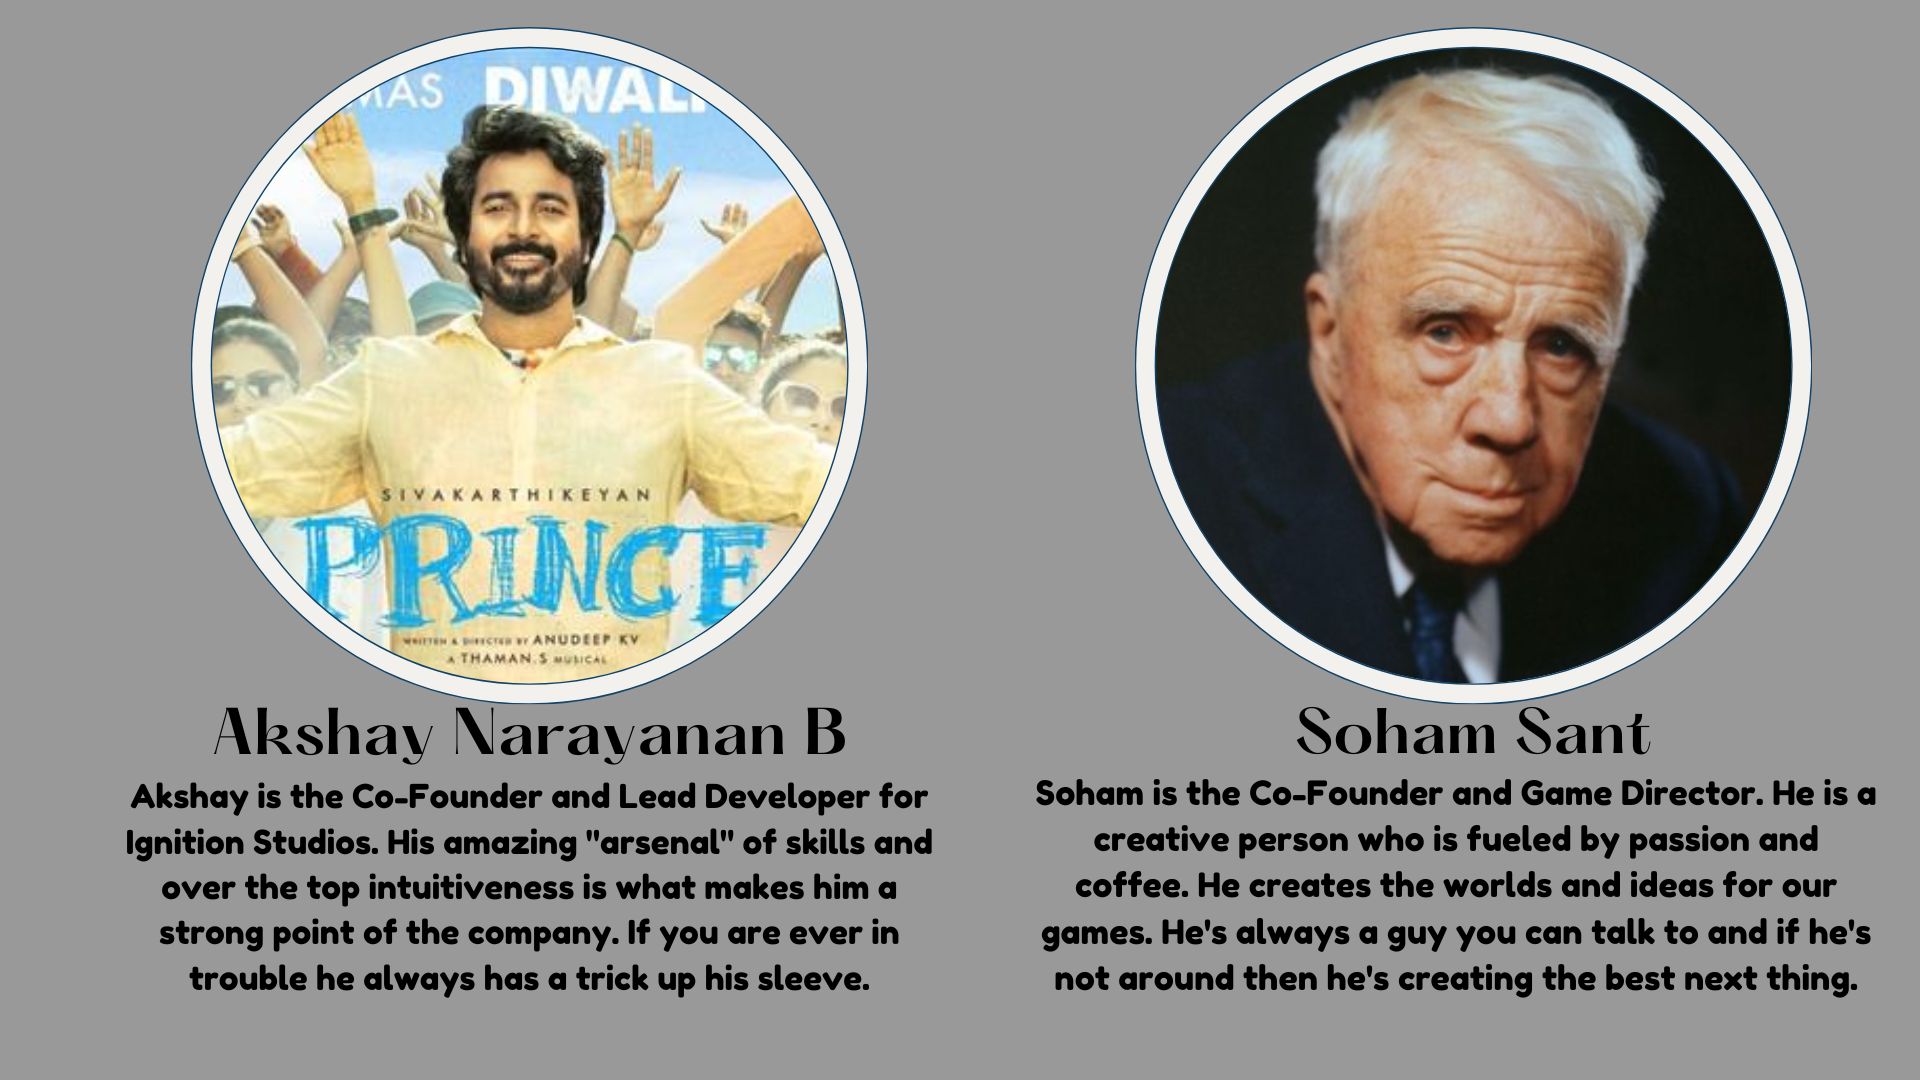 MAS DIWALI
SIVAKARTHIKEYAN
PRINCE
WRITTEN & DIRECTED BY ANUDEEP KV
A THAMAN.S MUSICAL
Akshay Narayanan B
Akshay is the Co-Founder and Lead Developer for
Ignition Studios. His amazing "arsenal" of skills and
over the top intuitiveness is what makes him a
strong point of the company. If you are ever in
trouble he always has a trick up his sleeve.
Soham Sant
Soham is the Co-Founder and Game Director. He is a
creative person who is fueled by passion and
coffee. He creates the worlds and ideas for our
games. He's always a guy you can talk to and if he's
not around then he's creating the best next thing.